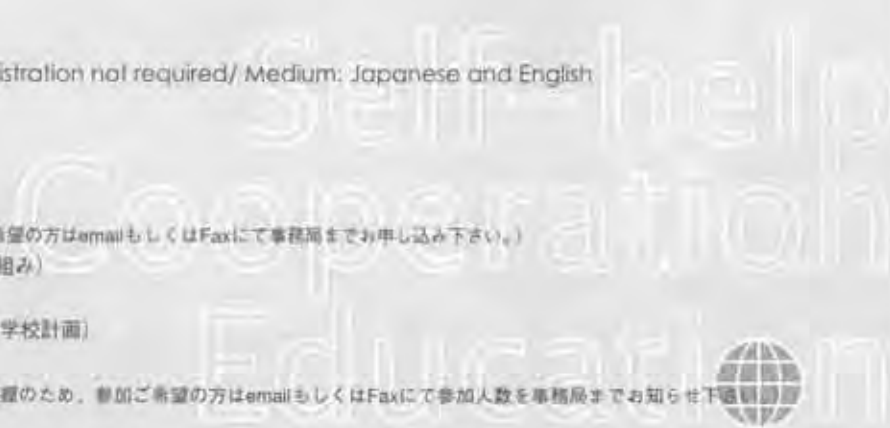 istration not required/ Medium: Japanese and English
Self-help
Cooperation
希望の方はemailもしくはFaxにて事務局までお申し込み下さい。)
組み)
学校計画)
Education
握のため、参加ご希望の方はemailもしくはFaxにて参加人数を事務局までお知らせ下さい